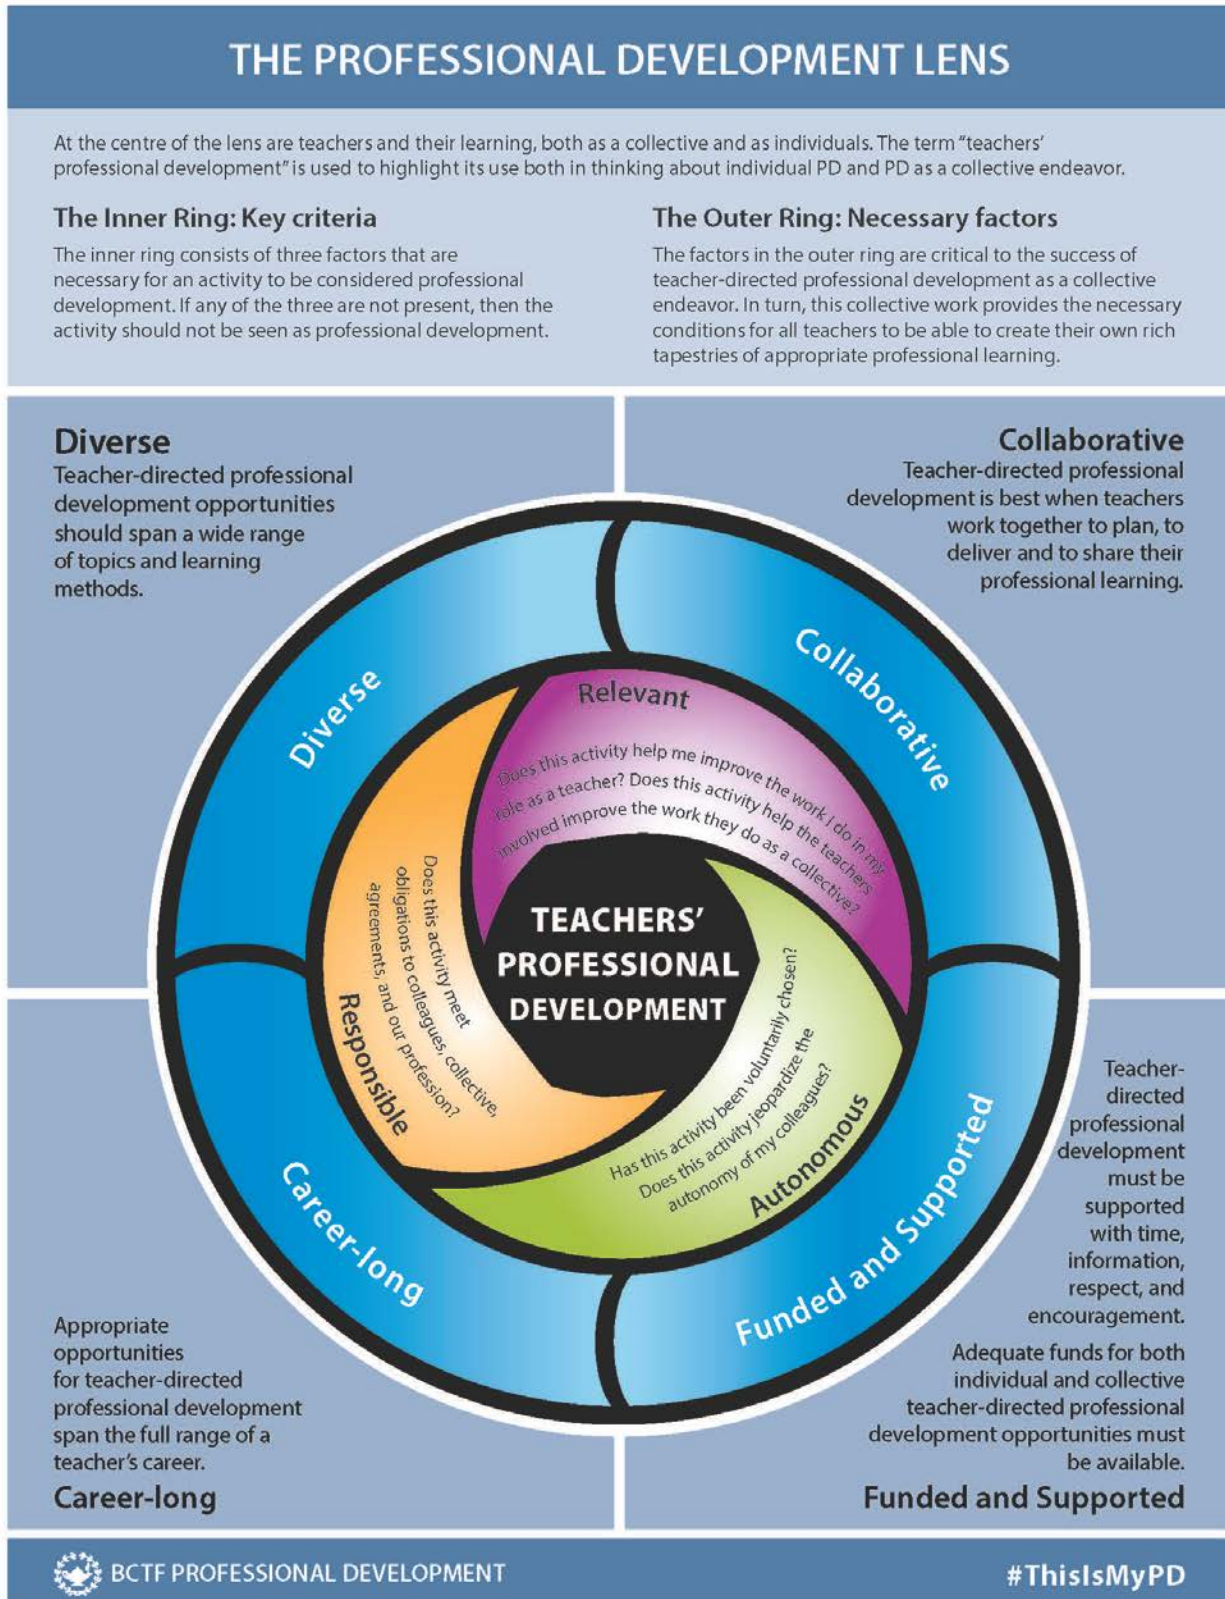 THE PROFESSIONAL DEVELOPMENT LENS
At the centre of the lens are teachers and their learning, both as a collective and as individuals. The term “teachers’
professional development” is used to highlight its use both in thinking about individual PD and PD as a collective endeavor.
The Inner Ring: Key criteria
The inner ring consists of three factors that are
necessary for an activity to be considered professional
development. If any of the three are not present, then the
activity should not be seen as professional development.
The Outer Ring: Necessary factors
The factors in the outer ring are critical to the success of
teacher-directed professional development as a collective
endeavor. In turn, this collective work provides the necessary
conditions for all teachers to be able to create their own rich
tapestries of appropriate professional learning.
Diverse
Teacher-directed professional
development opportunities
should span a wide range
of topics and learning
methods.
Collaborative
Teacher-directed professional
development is best when teachers
work together to plan, to
deliver and to share their
professional learning.
Diverse
Collaborative
Relevant
Does this activity help me improve the work I do in my
role as a teacher? Does this activity help the teachers
involved improve the work they do as a collective?
TEACHERS’
PROFESSIONAL
DEVELOPMENT
Does this activity meet
obligations to colleagues, collective,
agreements, and our profession?
Responsible
Has this activity been voluntarily chosen?
Does this activity jeopardize the
autonomy of my colleagues?
Autonomous
Career-long
Funded and Supported
Appropriate
opportunities
for teacher-directed
professional development
span the full range of a
teacher’s career.
Career-long
Teacher-
directed
professional
development
must be
supported
with time,
information,
respect, and
encouragement.
Adequate funds for both
individual and collective
teacher-directed professional
development opportunities must
be available.
Funded and Supported
BCTF PROFESSIONAL DEVELOPMENT
#ThisIsMyPD